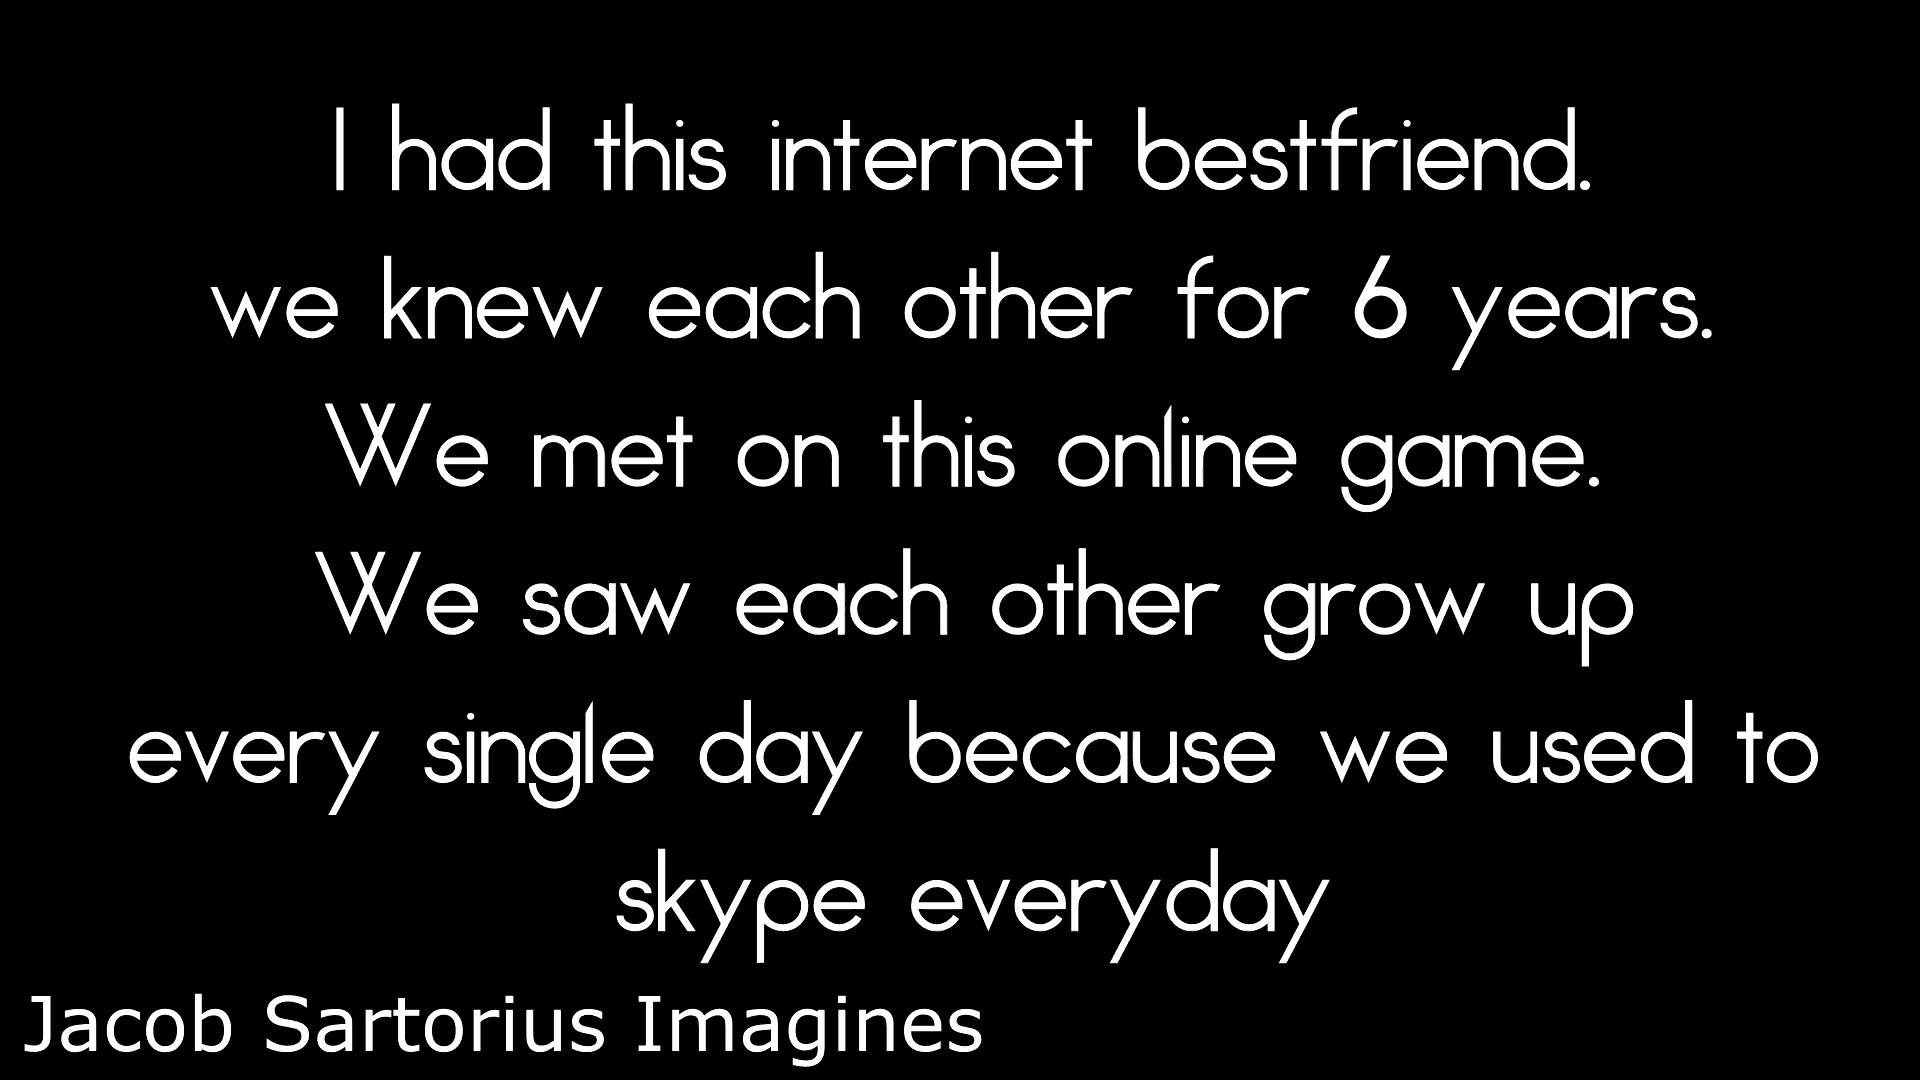 I had this internet bestfriend.
we knew each other for 6 years.
We met on this online game.
We saw each other grow up
every single day because we used to
skype everyday
Jacob Sartorius Imagines